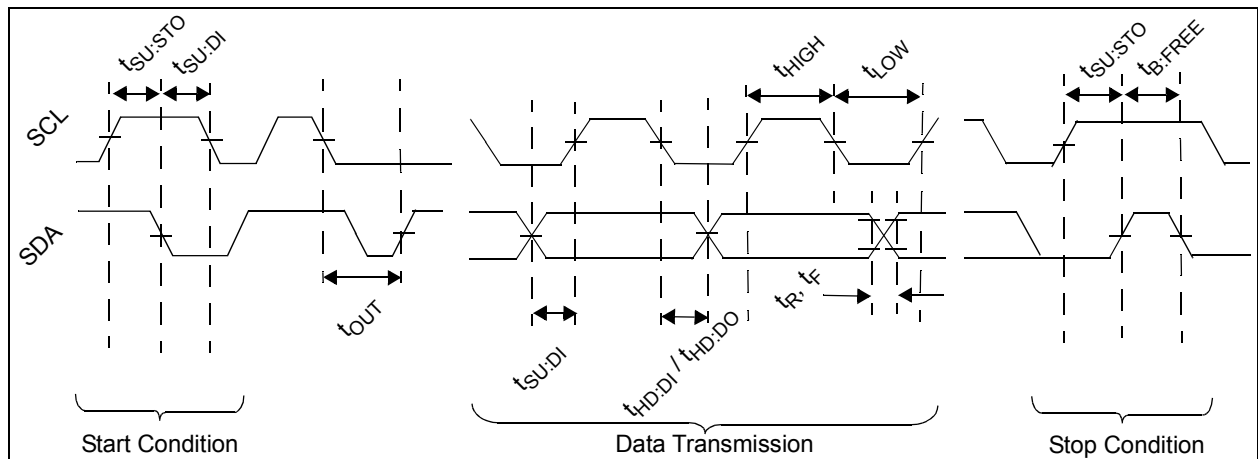 tSU:STO
tSU:DI
tHIGH
tLOW
tSU:STO
tB:FREE
SCL
SDA
tOUT
tSU:DI
tHD:DI / tHD:DO
tR, tF
Start Condition
Data Transmission
Stop Condition